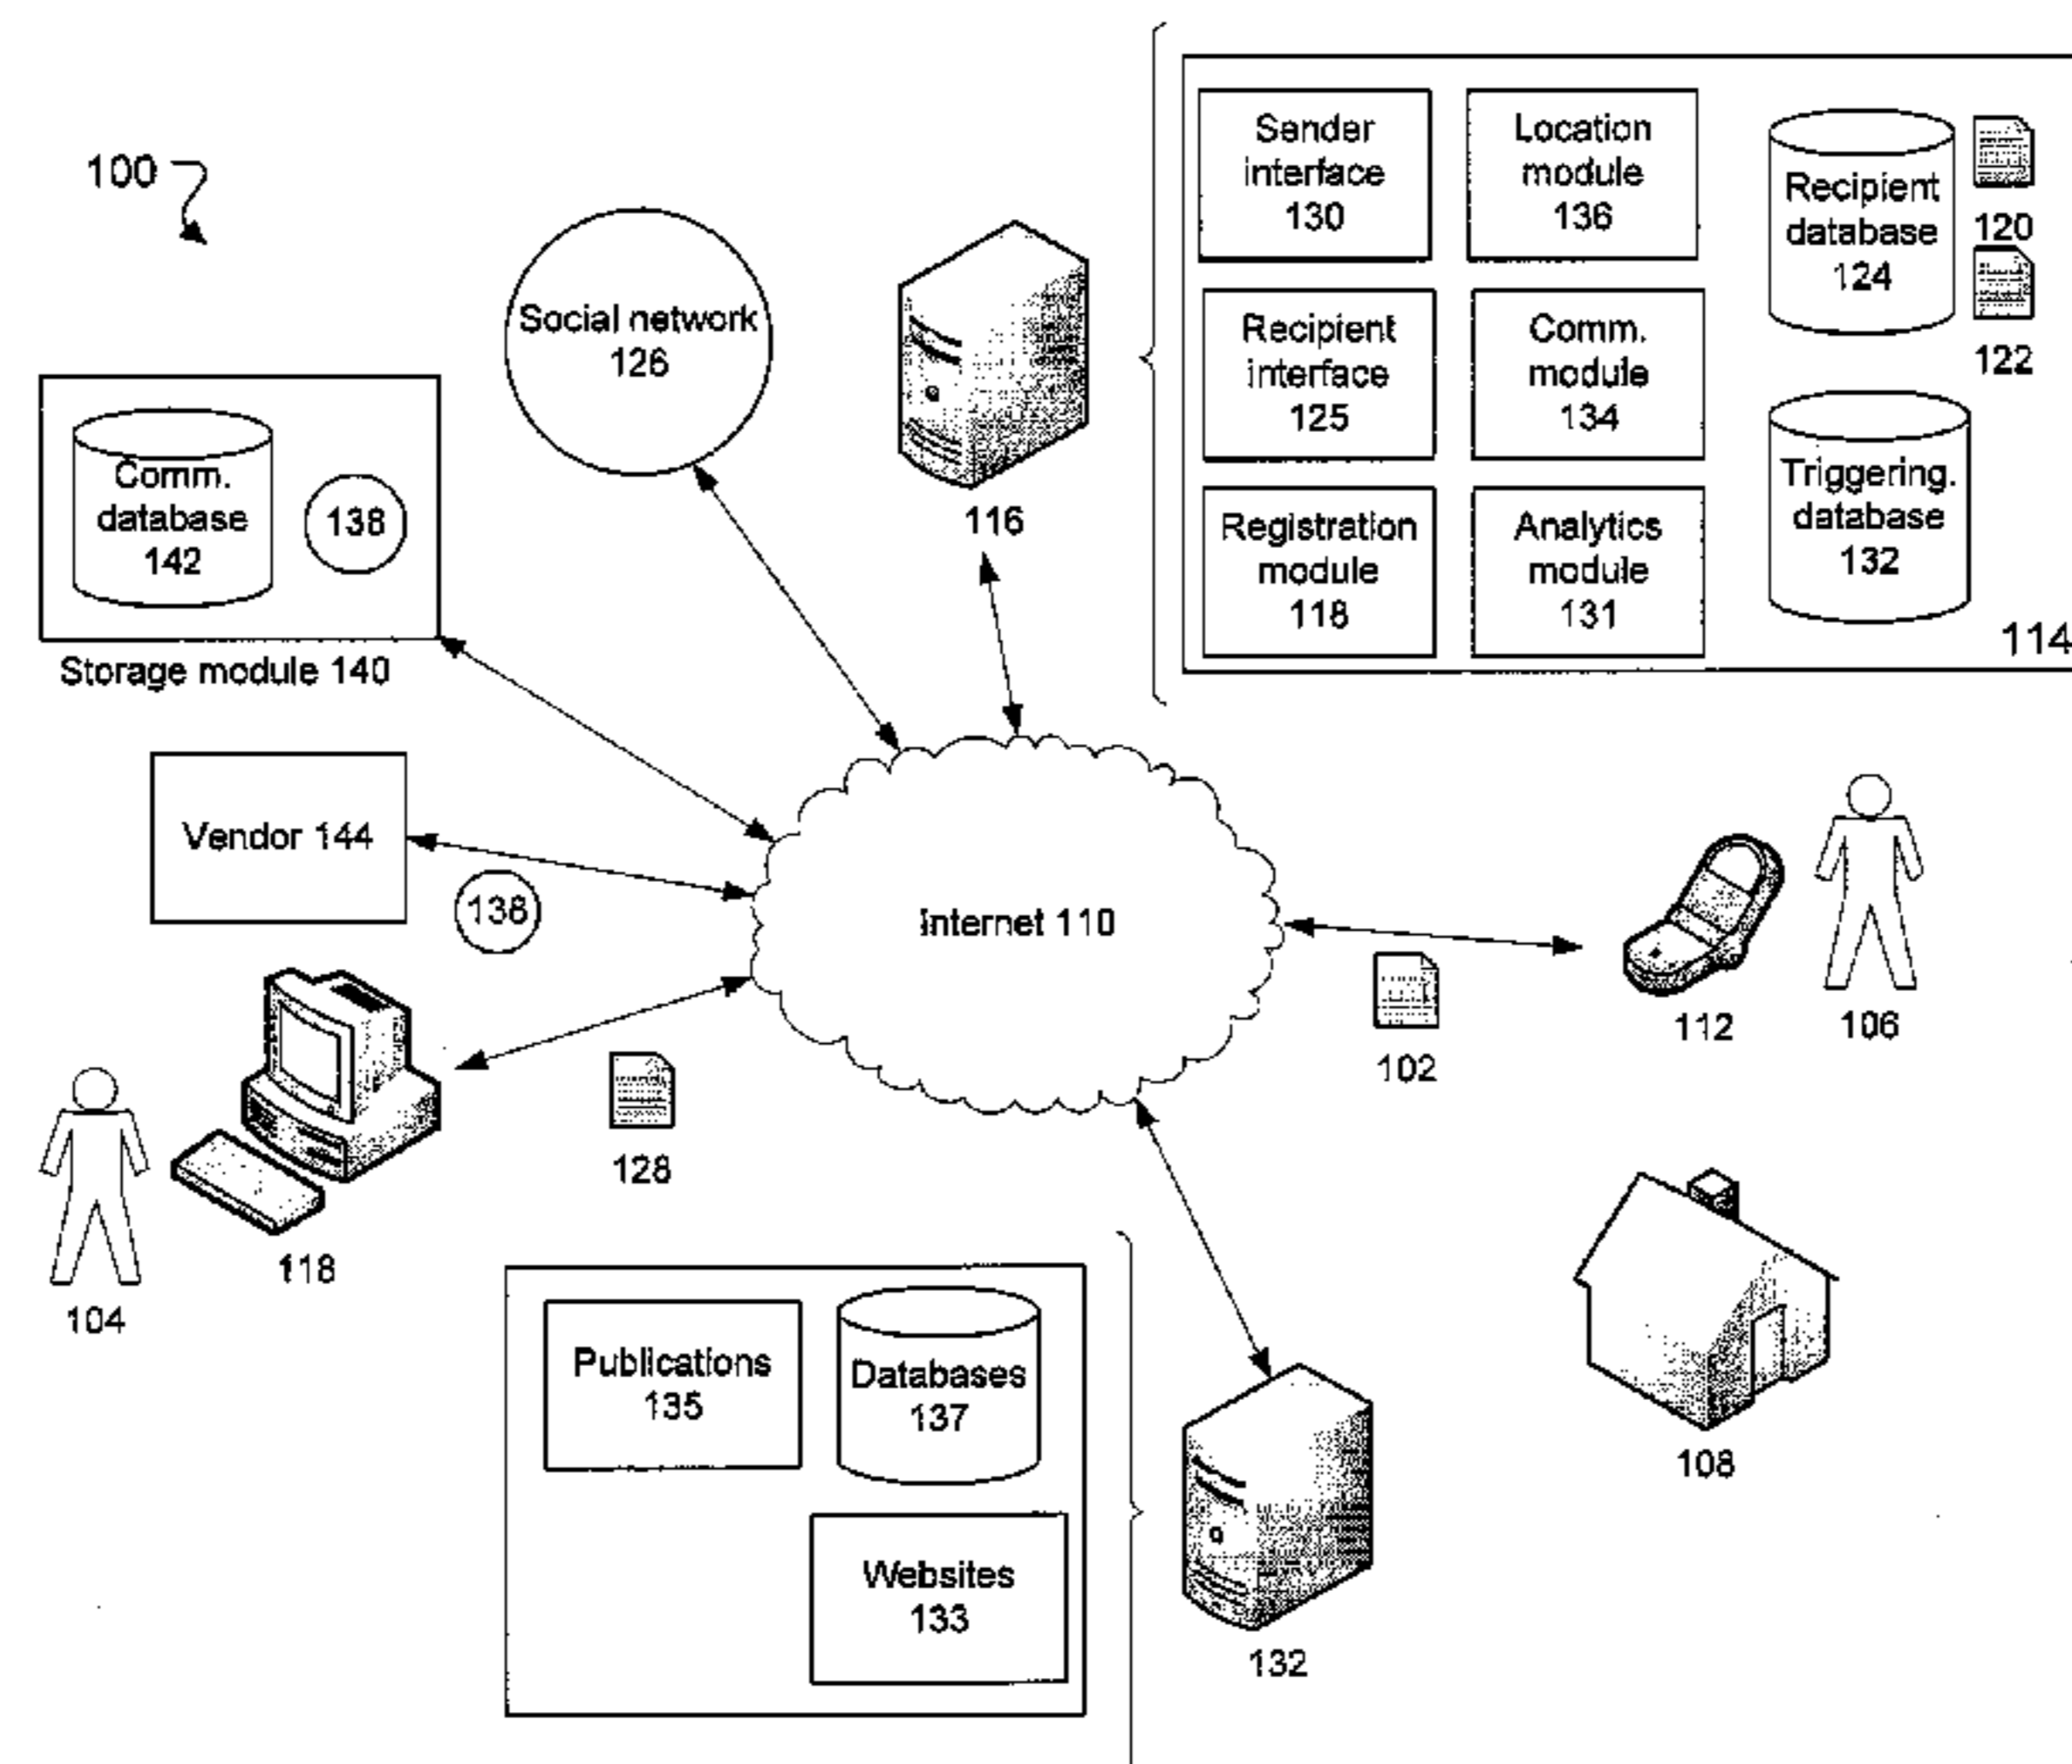 100
Social network
126
116
Sender
interface
130
Location
module
136
Recipient
database
124
120
122
Recipient
interface
125
Comm.
module
134
Triggering.
database
132
Registration
module
118
Analytics
module
131
114
Comm.
database
142
138
Storage module 140
Vendor 144
138
Internet 110
102
112
106
104
118
128
Publications
135
Databases
137
Websites
133
132
108